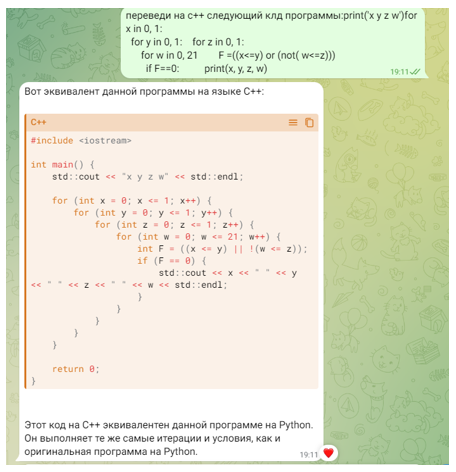 переведи на с++ следующий клд программы:print('x y z w')for
x in 0, 1:
for y in 0, 1: for z in 0, 1:
for w in 0, 21 F =((x<=y) or (not( w<=z)))
if F==0: print(x, y, z, w)
19:11
Вот эквивалент данной программы на языке C++:
C++
#include <iostream>
int main() {
std::cout << "x y z w" << std::endl;
for (int x = 0; x <= 1; x++) {
for (int y = 0; y <= 1; y++) {
for (int z = 0; z <= 1; z++) {
for (int w = 0; w <= 21; w++) {
int F = ((x <= y) || !(w <= z));
if (F == 0) {
std::cout << x << " " << y
<< " " << z << " " << w << std::endl;
}
}
}
}
}
return 0;
}
Этот код на C++ эквивалентен данной программе на Python.
Он выполняет те же самые итерации и условия, как и
оригинальная программа на Python.
19:11